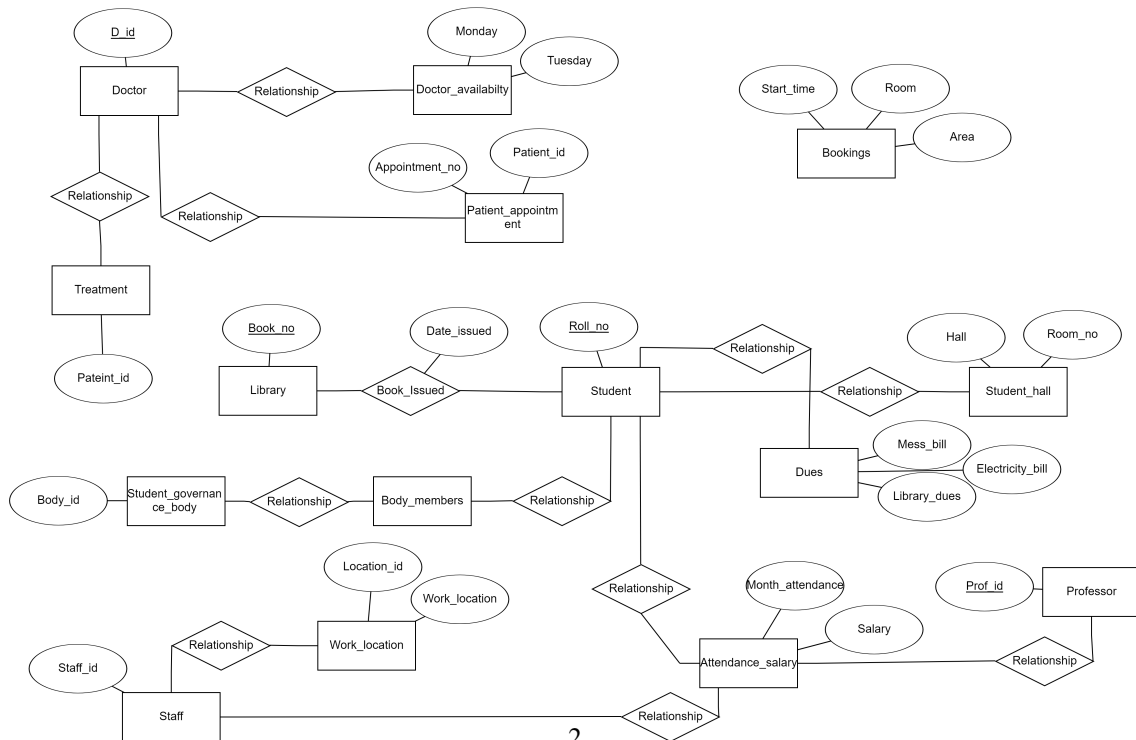 D_id
Monday
Tuesday
Doctor
Relationship
Doctor_availabilty
Start_time
Room
Area
Bookings
Appointment_no
Patient_id
Relationship
Relationship
Patient_appointm
ent
Treatment
Pateint_id
Book_no
Date_issued
Roll_no
Relationship
Hall
Room_no
Library
Book_Issued
Student
Relationship
Student_hall
Mess_bill
Dues
Electricity_bill
Library_dues
Body_id
Student_governan
ce_body
Relationship
Body_members
Relationship
Location_id
Work_location
Relationship
Month_attendance
Prof_id
Professor
Relationship
Work_location
Salary
Staff_id
Attendance_salary
Relationship
Staff
Relationship
2